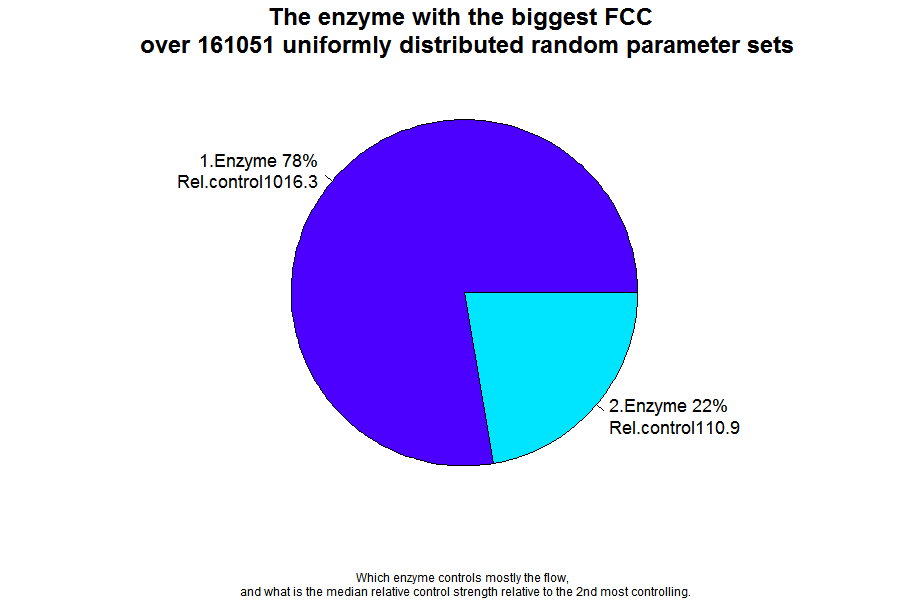 The enzyme with the biggest FCC
over 161051 uniformly distributed random parameter sets
1.Enzyme 78%
Rel.control1016.3
2.Enzyme 22%
Rel.control110.9
Which enzyme controls mostly the flow,
and what is the median relative control strength relative to the 2nd most controlling.